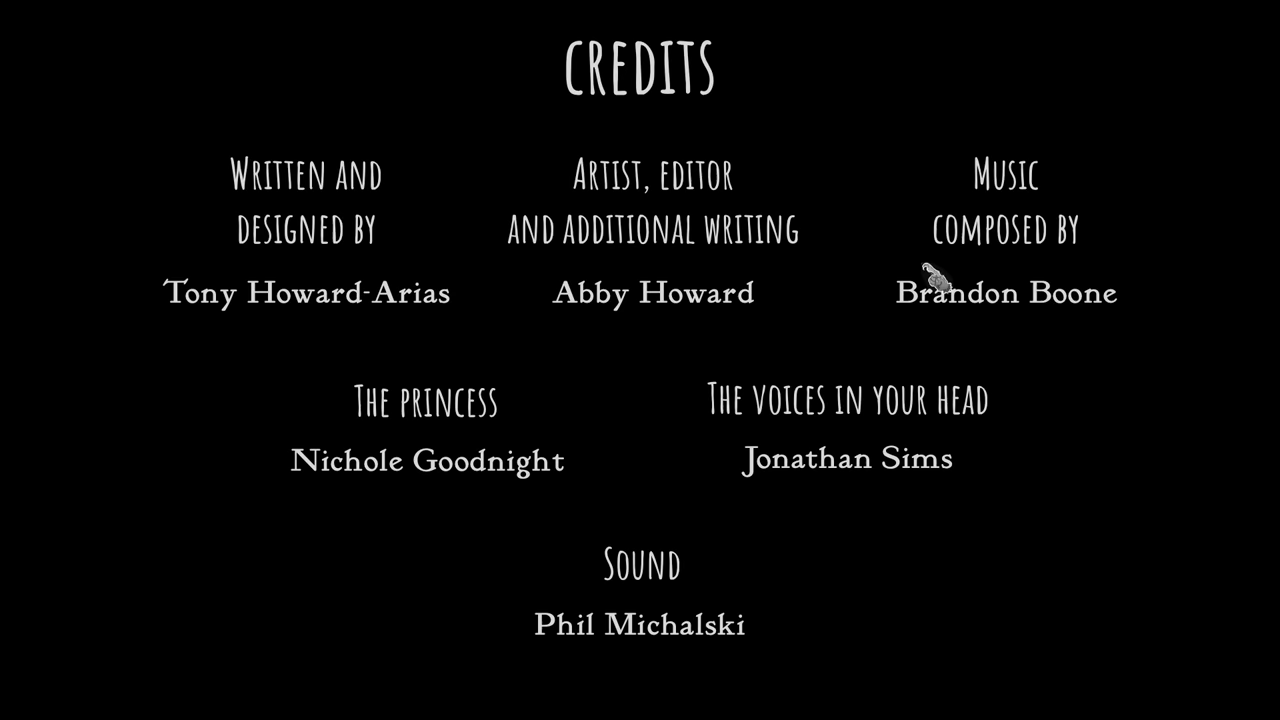 CREDITS
WRITTEN AND
DESIGNED BY
Tony Howard-Arias
ARTIST, EDITOR
AND ADDITIONAL WRITING
Abby Howard
MUSIC
COMPOSED BY
Brandon Boone
THE PRINCESS
Nichole Goodnight
THE VOICES IN YOUR HEAD
Jonathan Sims
SOUND
Phil Michalski